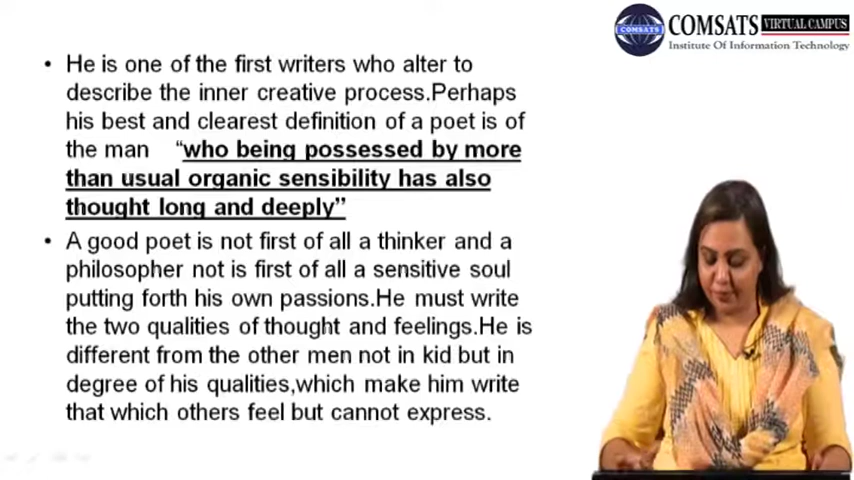 COMSATS VIRTUAL CAMPUS
COMSATS
Institute Of Information Technology
• He is one of the first writers who alter to
describe the inner creative process.Perhaps
his best and clearest definition of a poet is of
the man “who being possessed by more
than usual organic sensibility has also
thought long and deeply”
• A good poet is not first of all a thinker and a
philosopher not is first of all a sensitive soul
putting forth his own passions.He must write
the two qualities of thought and feelings.He is
different from the other men not in kid but in
degree of his qualities,which make him write
that which others feel but cannot express.